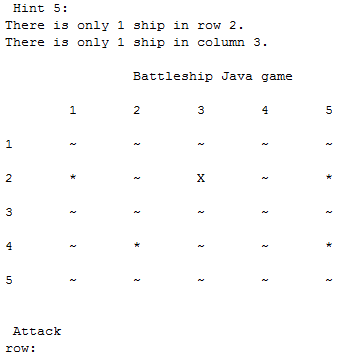 Hint 5:
There is only 1 ship in row 2.
There is only 1 ship in column 3.
Battleship Java game
1 2 3 4 5
1 ~ ~ ~ ~ ~
2 * ~ X ~ *
3 ~ ~ ~ ~ ~
4 ~ * ~ ~ *
5 ~ ~ ~ ~ ~
Attack
row: